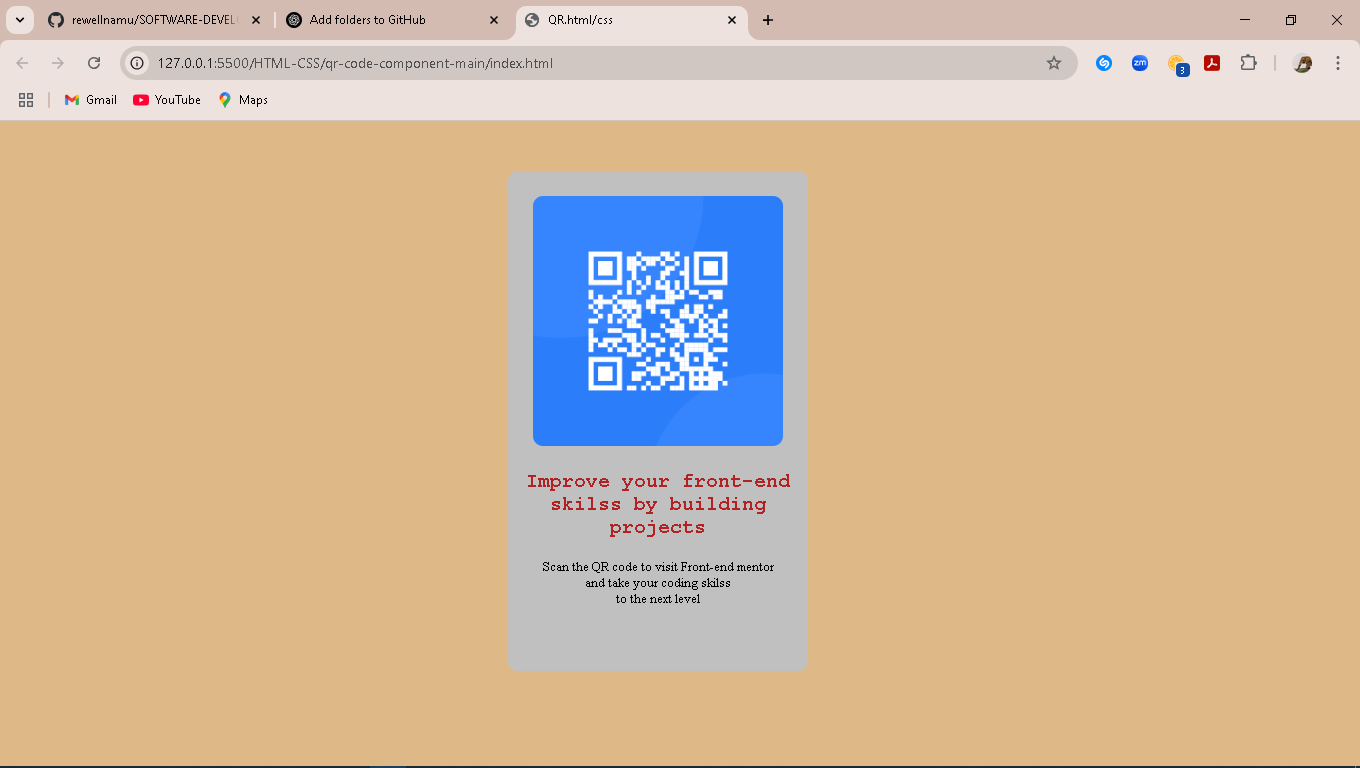 rewellnamu/SOFTWARE-DEVEL
Add folders to GitHub
QR.html/css
127.0.0.1:5500/HTML-CSS/qr-code-component-main/index.html
zm
3
Gmail
YouTube
Maps
Improve your front-end
skilss by building
projects
Scan the QR code to visit Front-end mentor
and take your coding skilss
to the next level